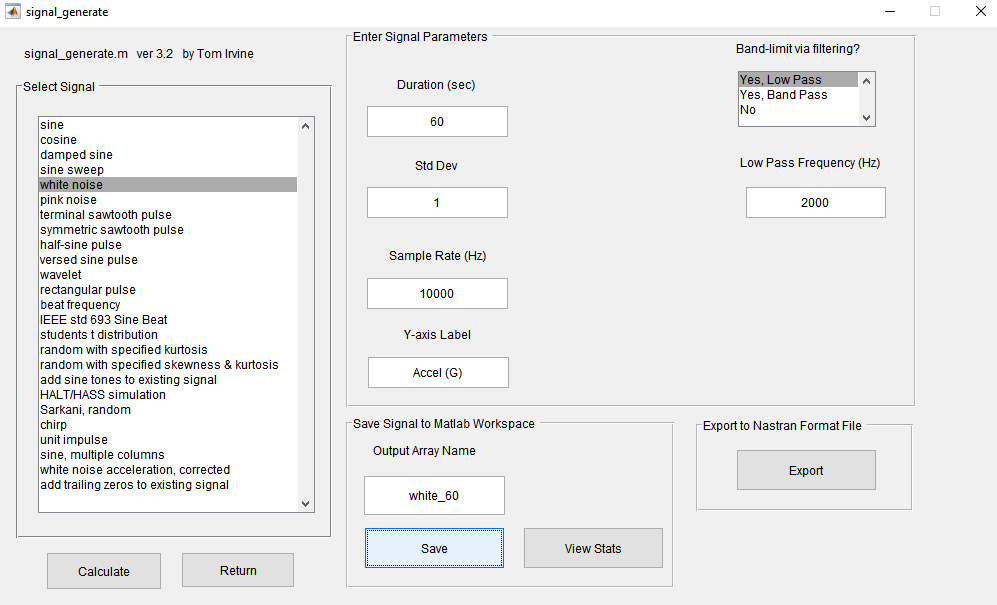 signal_generate
signal_generate.m ver 3.2 by Tom Irvine
Select Signal
sine
cosine
damped sine
sine sweep
white noise
pink noise
terminal sawtooth pulse
symmetric sawtooth pulse
half-sine pulse
versed sine pulse
wavelet
rectangular pulse
beat frequency
IEEE std 693 Sine Beat
students t distribution
random with specified kurtosis
random with specified skewness & kurtosis
add sine tones to existing signal
HALT/HASS simulation
Sarkani, random
chirp
unit impulse
sine, multiple columns
white noise acceleration, corrected
add trailing zeros to existing signal
Calculate
Return
Enter Signal Parameters
Duration (sec)
60
Std Dev
1
Sample Rate (Hz)
10000
Y-axis Label
Accel (G)
Band-limit via filtering?
Yes, Low Pass
Yes, Band Pass
No
Low Pass Frequency (Hz)
2000
Save Signal to Matlab Workspace
Output Array Name
white_60
Save
View Stats
Export to Nastran Format File
Export